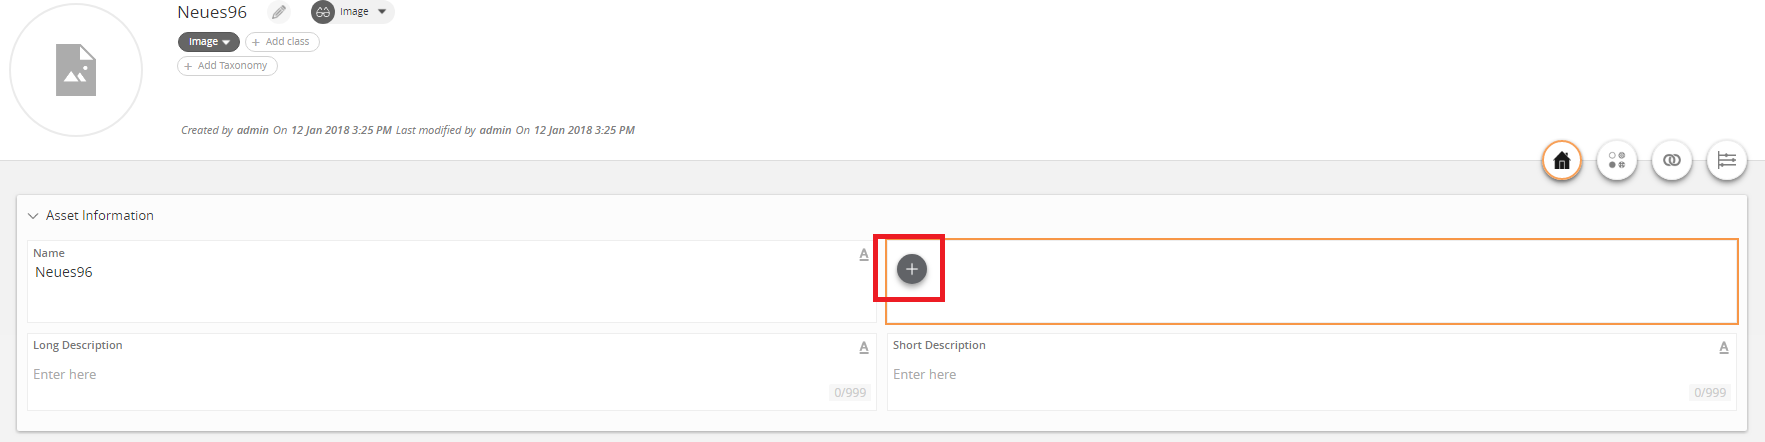 Neues96
Image
Image
+ Add class
+ Add Taxonomy
Created by admin On 12 Jan 2018 3:25 PM Last modified by admin On 12 Jan 2018 3:25 PM
Asset Information
Name
A
Neues96
+
Long Description
A
Enter here
0/999
Short Description
A
Enter here
0/999